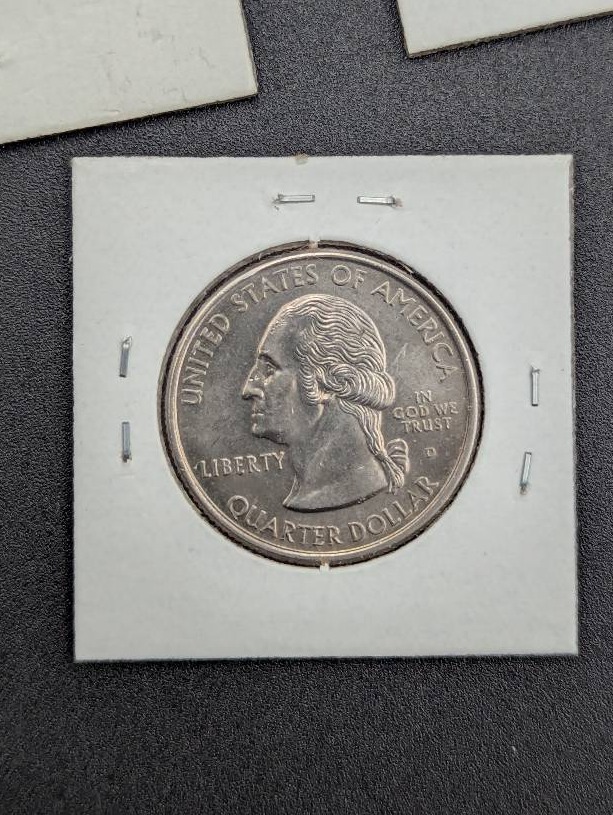 UNITED STATES OF AMERICA
IN
GOD WE
TRUST
D
LIBERTY
QUARTER DOLLAR